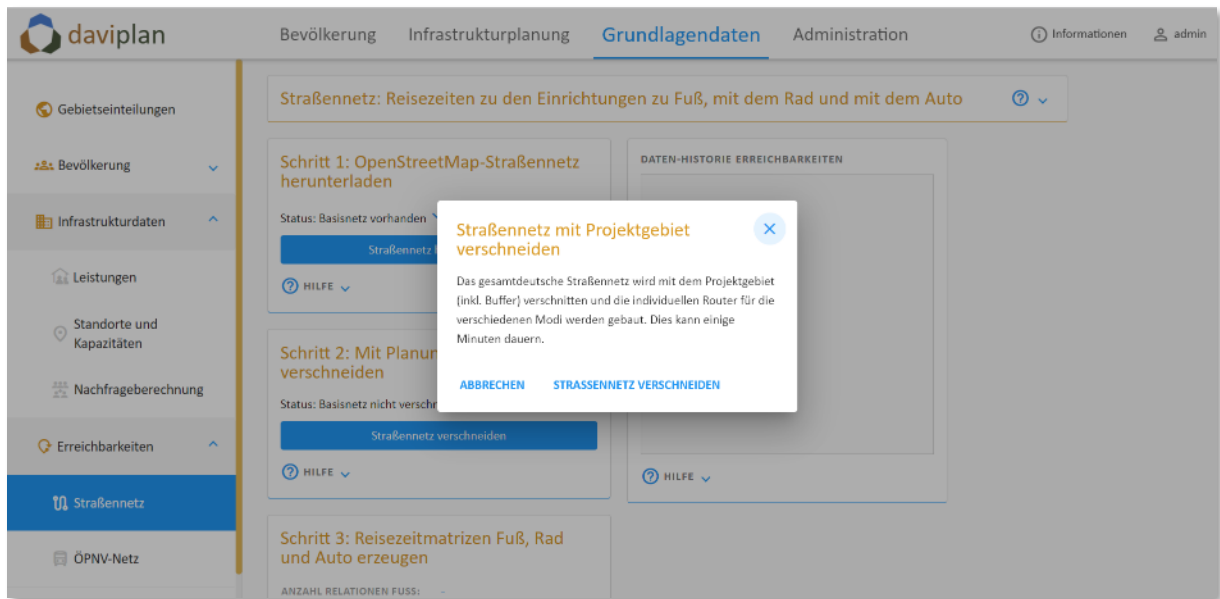 daviplan
Bevölkerung Infrastrukturplanung Grundlagendaten Administration Informationen admin
Gebietseinteilungen
Bevölkerung
Infrastrukturdaten
Leistungen
Standorte und
Kapazitäten
Nachfrageberechnung
Erreichbarkeiten
Straßennetz
ÖPNV-Netz
Straßennetz: Reisezeiten zu den Einrichtungen zu Fuß, mit dem Rad und mit dem Auto
Schritt 1: OpenStreetMap-Straßennetz
herunterladen
Status: Basisnetz vorhanden
Straßennetz
HILFE
Schritt 2: Mit
verschneiden
Status: Basisnetz nicht
Straßennetz verschneiden
HILFE
Schritt 3: Reisezeitmatrizen Fuß, Rad
und Auto erzeugen
ANZAHL RELATIONEN FUSS: -
DATEN-HISTORIE ERREICHBARKEITEN
HILFE
Straßennetz mit Projektgebiet
verschneiden
Das gesamtdeutsche Straßennetz wird mit dem Projektgebiet
(inkl. Buffer) verschnitten und die individuellen Router für die
verschiedenen Modi werden gebaut. Dies kann einige
Minuten dauern.
ABBRECHEN STRASSENNETZ VERSCHNEIDEN